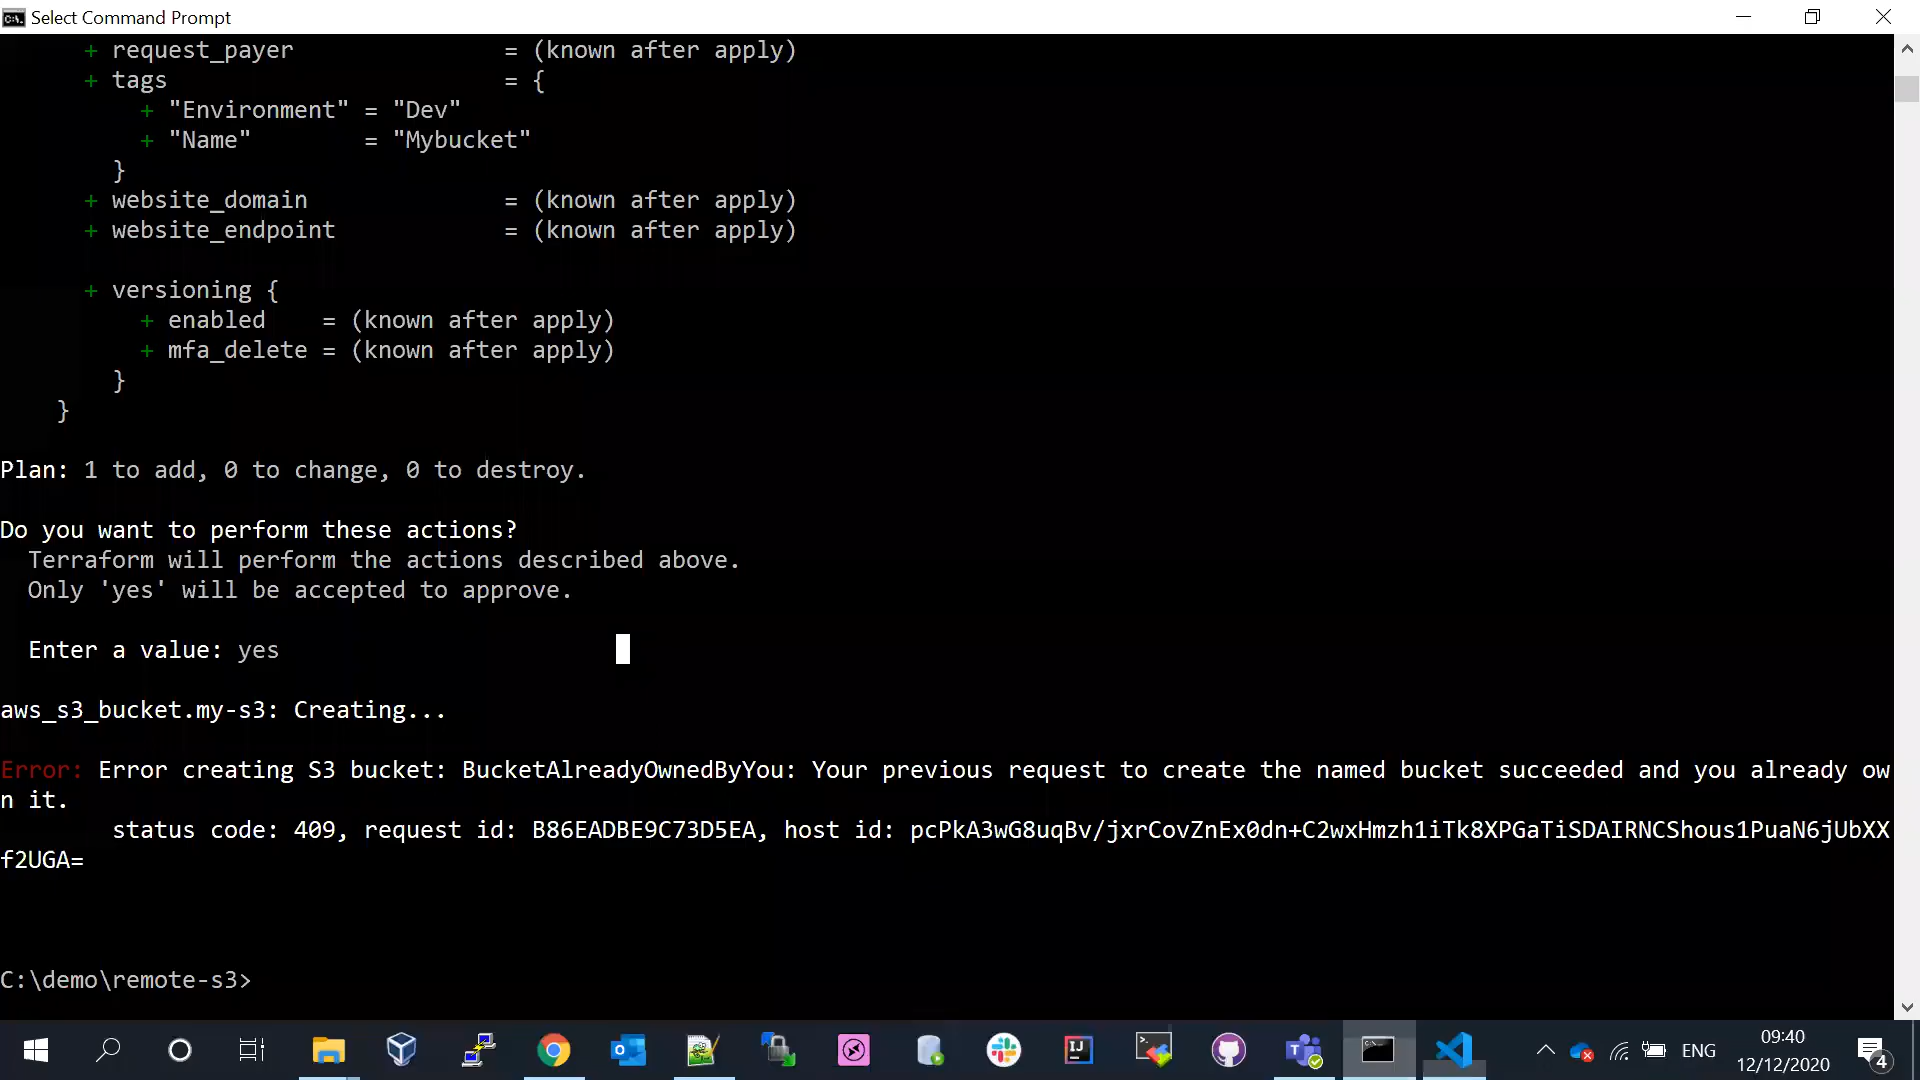 Select Command Prompt
+ request_payer = (known after apply)
+ tags = {
+ "Environment" = "Dev"
+ "Name" = "Mybucket"
}
+ website_domain = (known after apply)
+ website_endpoint = (known after apply)
+ versioning {
+ enabled = (known after apply)
+ mfa_delete = (known after apply)
}
}
Plan: 1 to add, 0 to change, 0 to destroy.
Do you want to perform these actions?
Terraform will perform the actions described above.
Only 'yes' will be accepted to approve.
Enter a value: yes
aws_s3_bucket.my-s3: Creating...
Error: Error creating S3 bucket: BucketAlreadyOwnedByYou: Your previous request to create the named bucket succeeded and you already ow
n it.
status code: 409, request id: B86EADBE9C73D5EA, host id: pcPkA3wG8uqBv/jxrCovZnEx0dn+C2wxHmzh1iTk8XPGaTiSDAIRNCShous1PuaN6jUbXX
f2UGA=
C:\demo\remote-s3>
ENG
09:40
12/12/2020
4